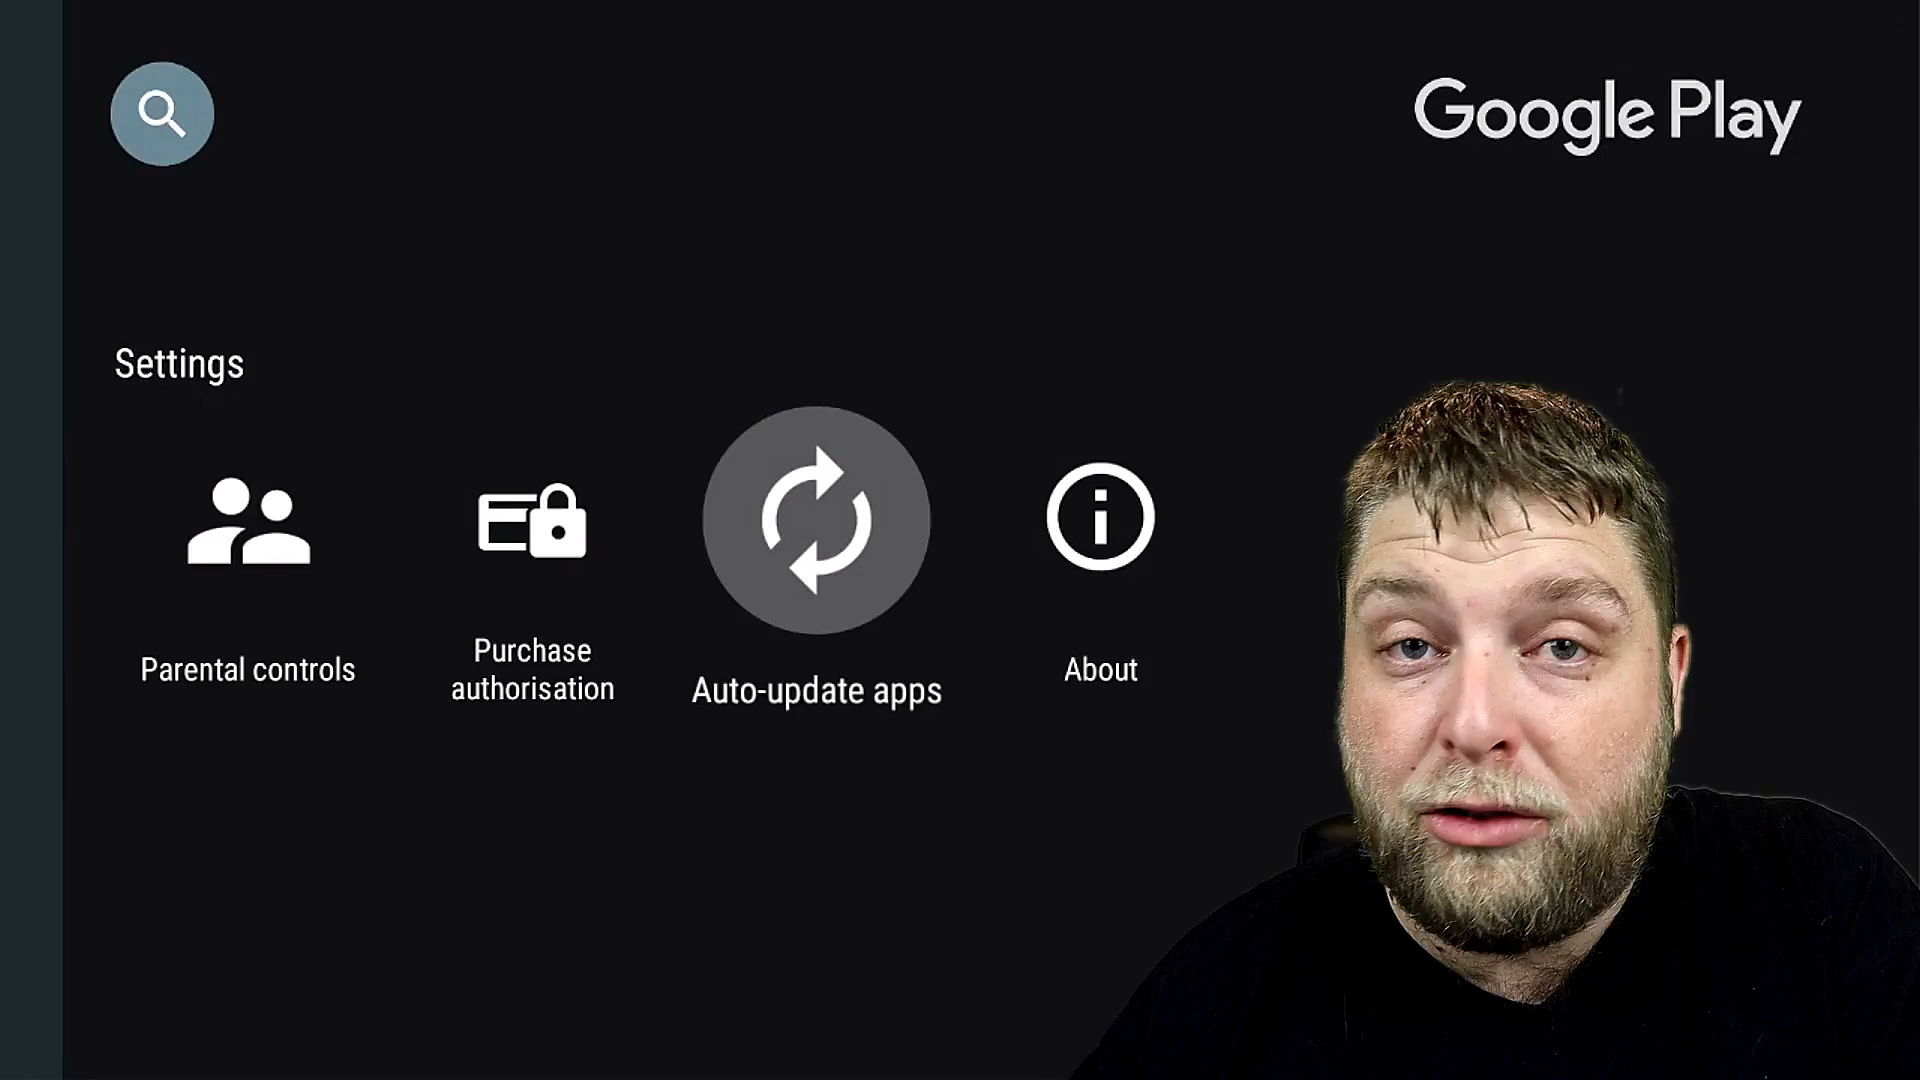 Google Play
Settings
Parental controls
Purchase
authorisation
Auto-update apps
About